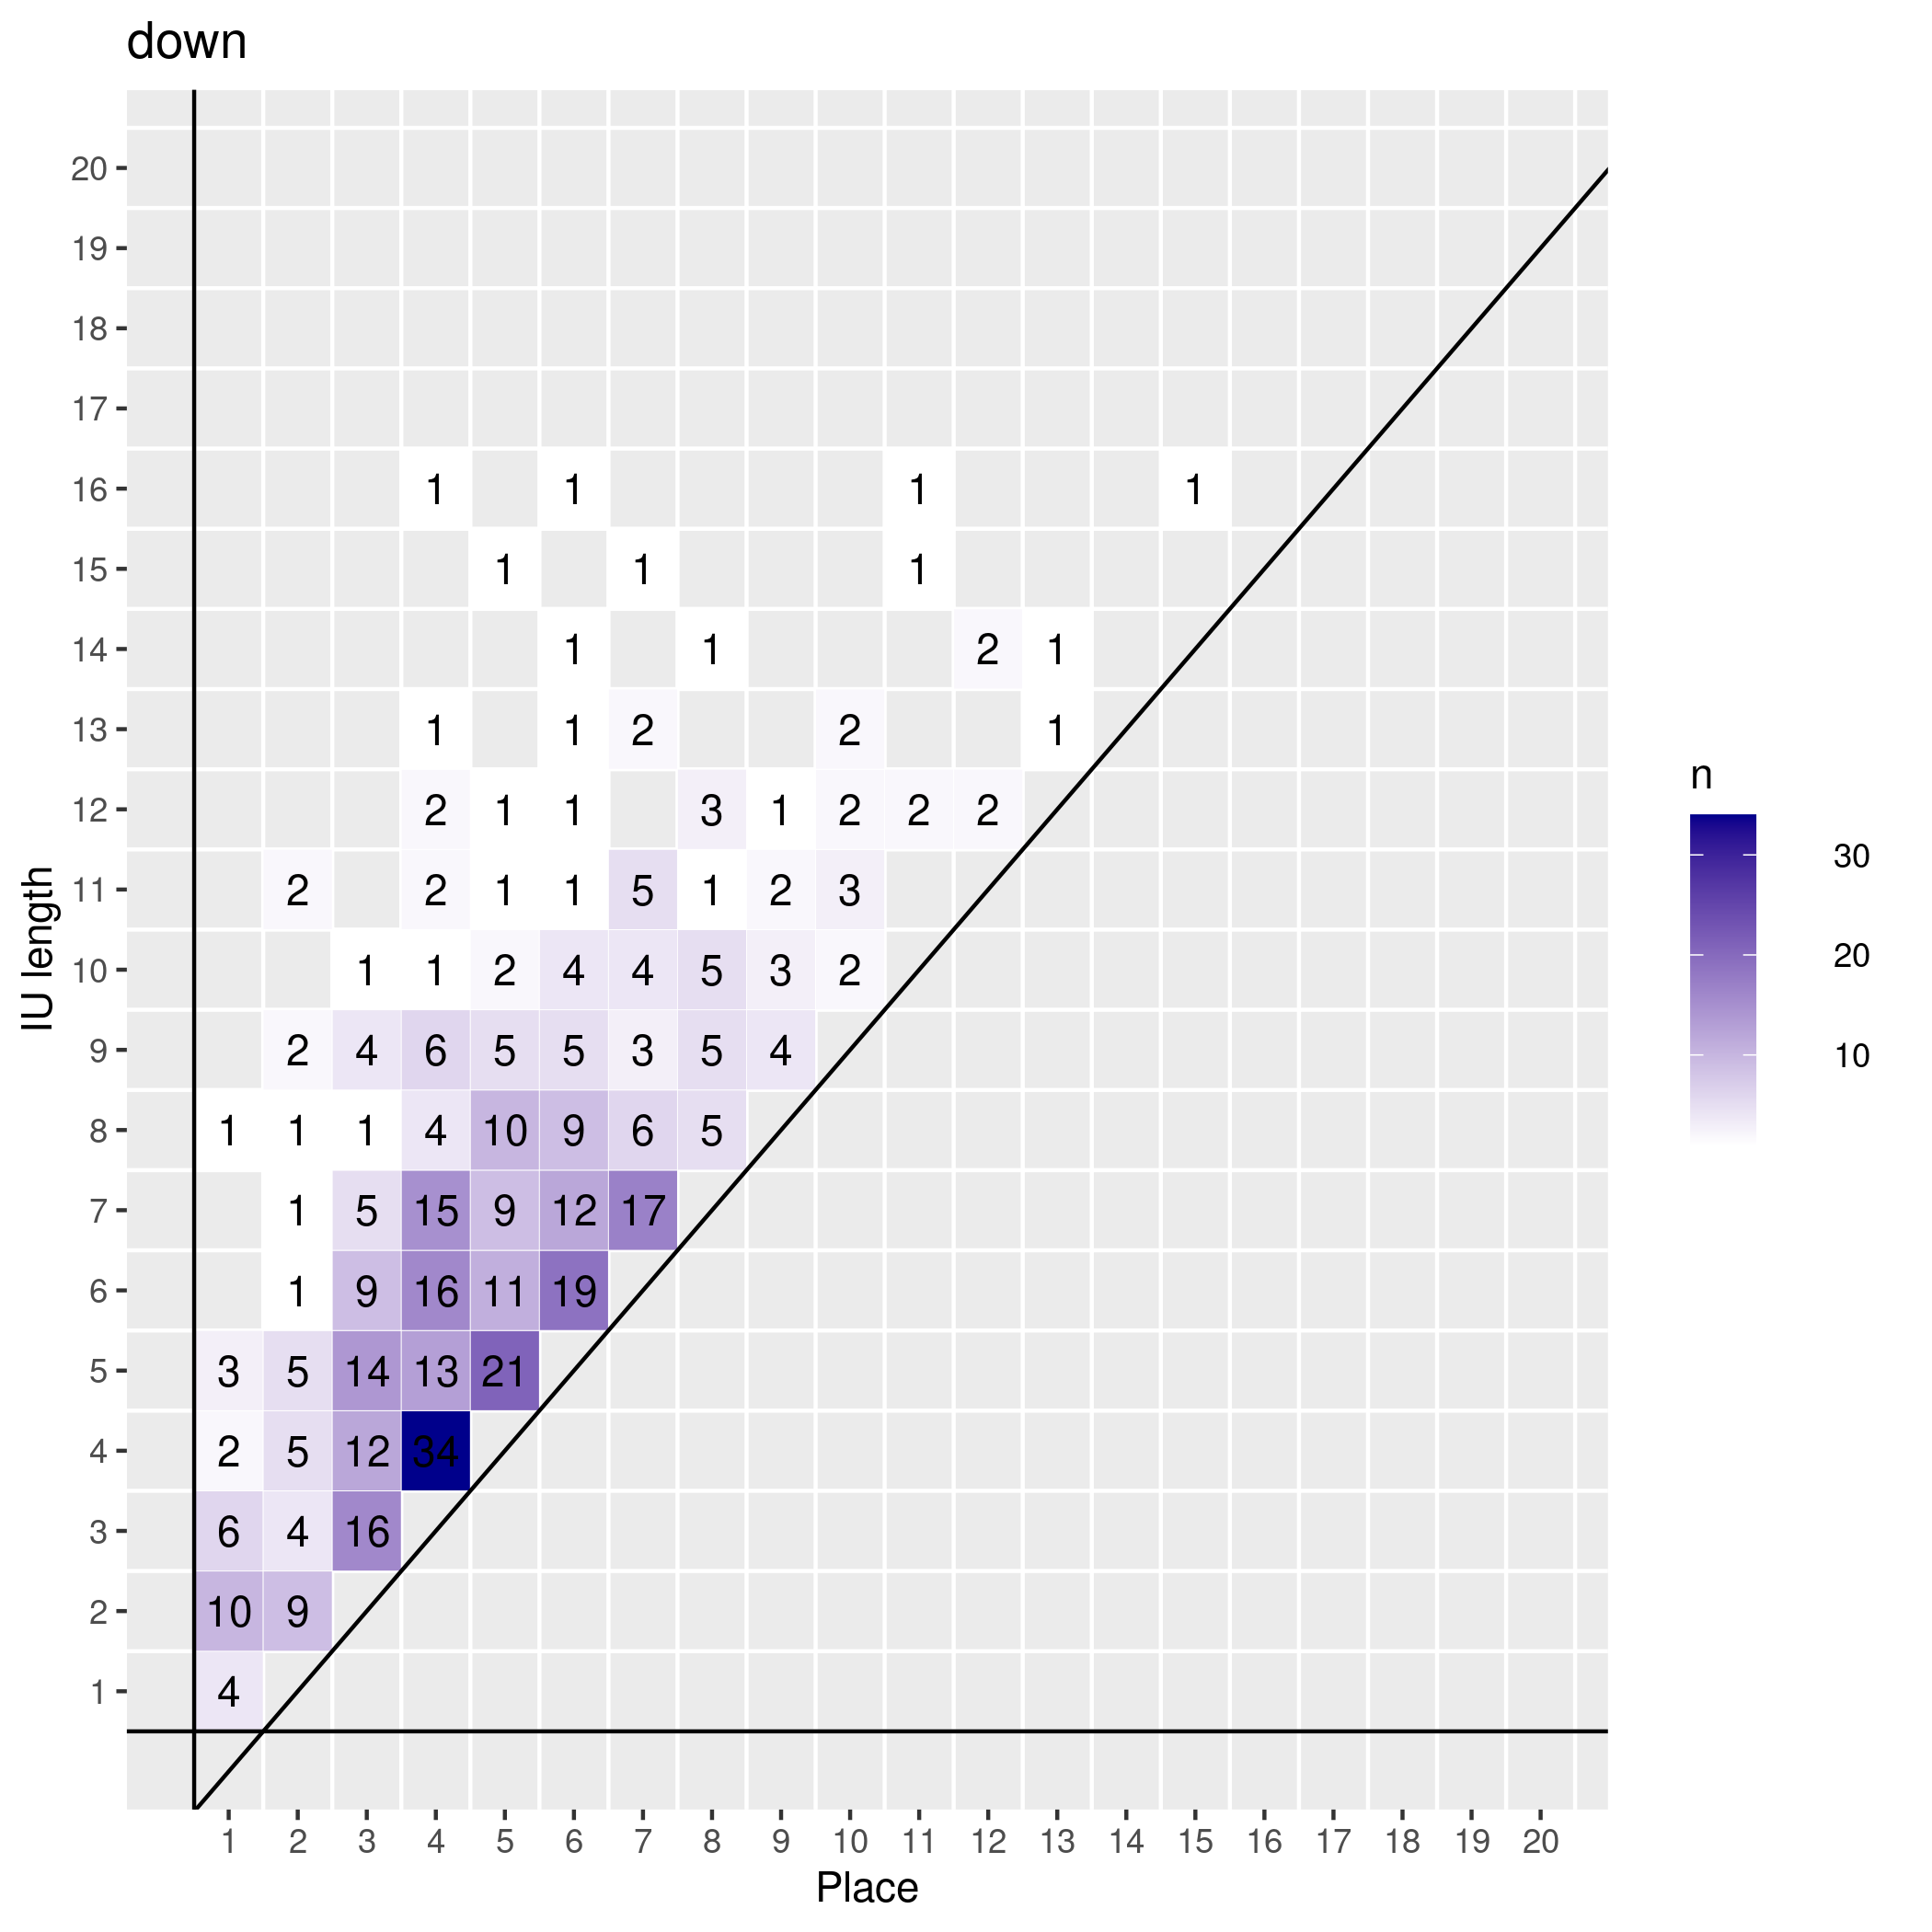 down
20
19
18
17
16 1 1 1 1
15 1 1 1
14 1 1 2 1
13 1 1 2 2 1
12 2 1 1 3 1 2 2 2
11 2 2 1 1 5 1 2 3
10 1 1 2 4 4 5 3 2
9 2 4 6 5 5 3 5 4
8 1 1 1 4 10 9 6 5
7 1 5 15 9 12 17
6 1 9 16 11 19
5 3 5 14 13 21
4 2 5 12 34
3 6 4 16
2 10 9
1 4
1 2 3 4 5 6 7 8 9 10 11 12 13 14 15 16 17 18 19 20
Place
IU length
n
30
20
10